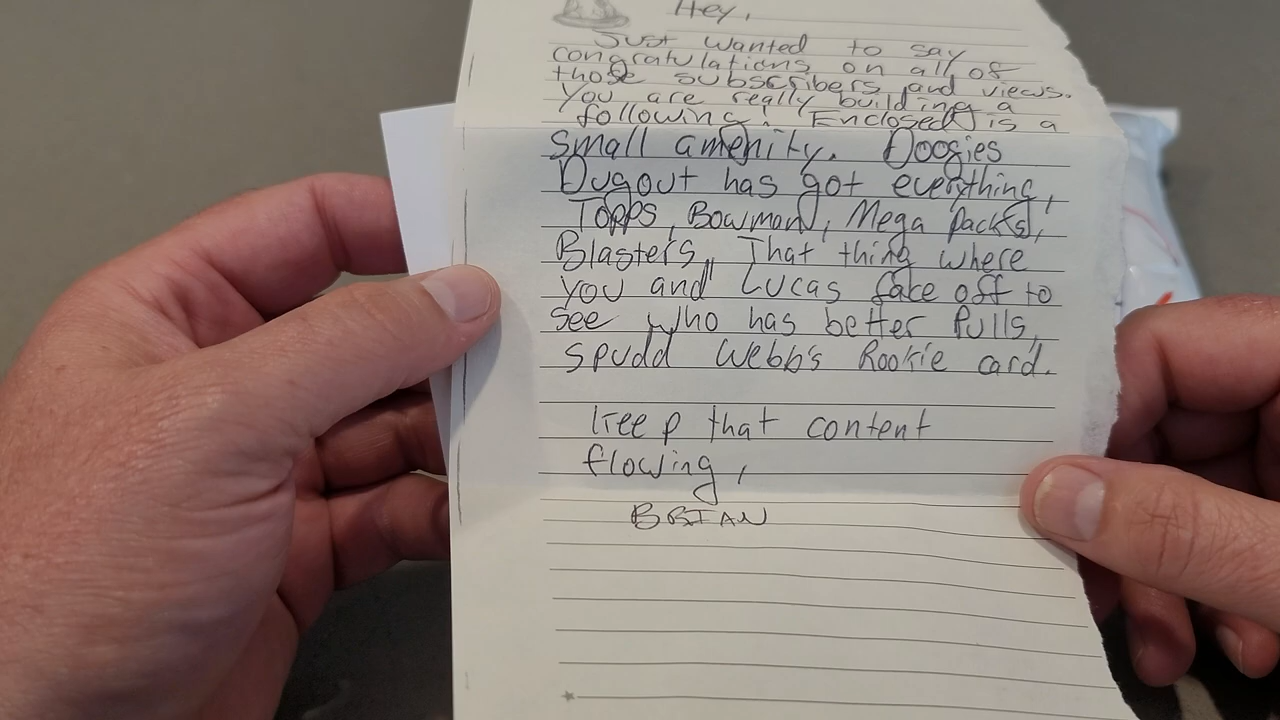 Hey,
Just wanted to say
congratulations on all of
those subscribers and views.
You are really building a
following! Enclosed is a
small amenity. Doogies
Dugout has got everything,
TOPPS, Bowman, Mega Packs,
Blasters, That thing where
you and Lucas face off to
see who has better pulls,
spudd Webb's Rookie card.
Keep that content
flowing,
BRIAN